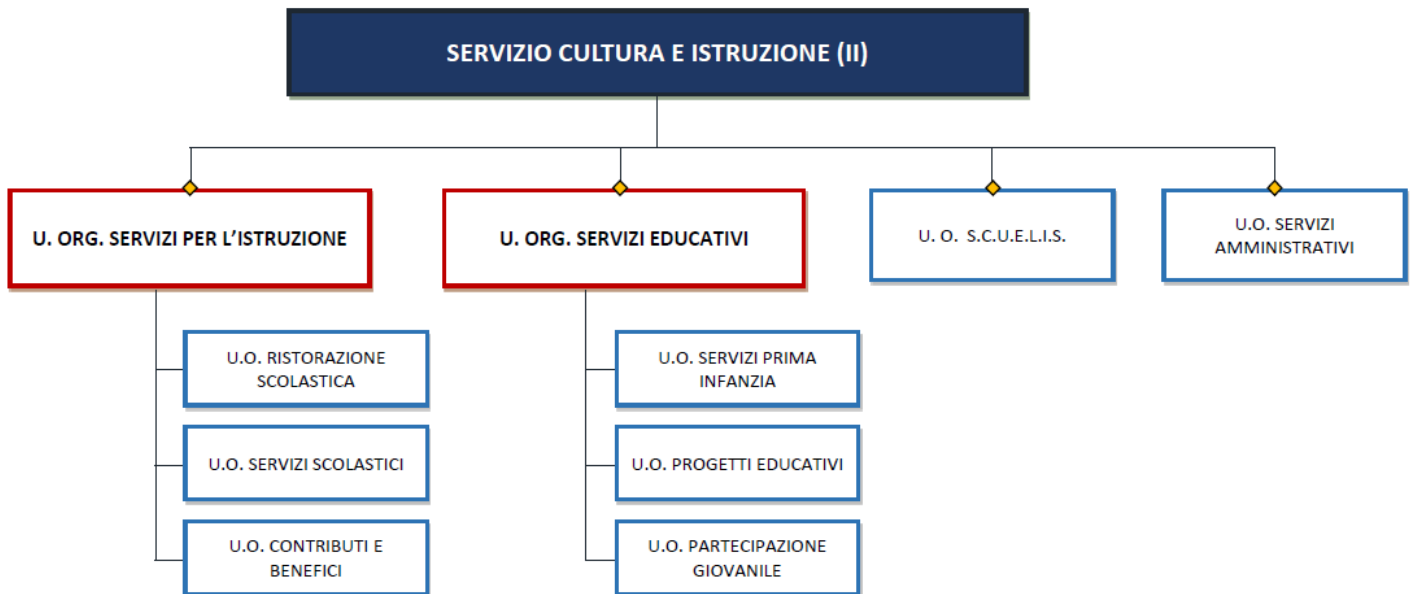 SERVIZIO CULTURA E ISTRUZIONE (II)
U. ORG. SERVIZI PER L’ISTRUZIONE
U. ORG. SERVIZI EDUCATIVI
U. O. S.C.U.E.L.I.S.
U.O. SERVIZI
AMMINISTRATIVI
U.O. RISTORAZIONE
SCOLASTICA
U.O. SERVIZI SCOLASTICI
U.O. CONTRIBUTI E
BENEFICI
U.O. SERVIZI PRIMA
INFANZIA
U.O. PROGETTI EDUCATIVI
U.O. PARTECIPAZIONE
GIOVANILE